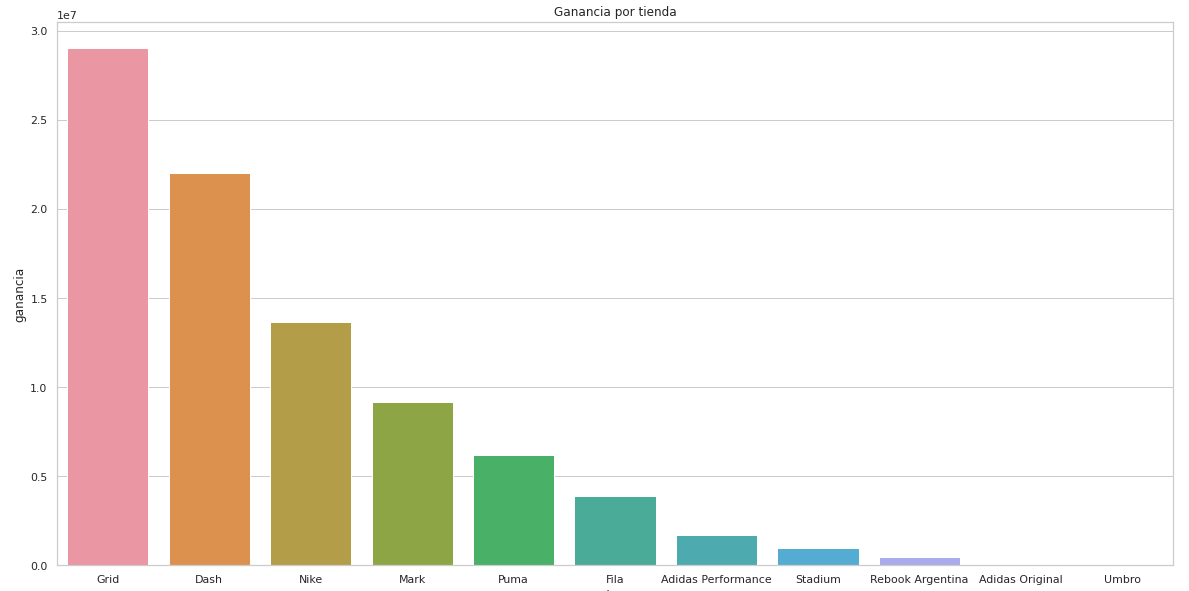 Ganancia por tienda
1e7
3.0
2.5
2.0
1.5
1.0
0.5
0.0
ganancia
Grid Dash Nike Mark Puma Fila Adidas Performance Stadium Rebook Argentina Adidas Original Umbro